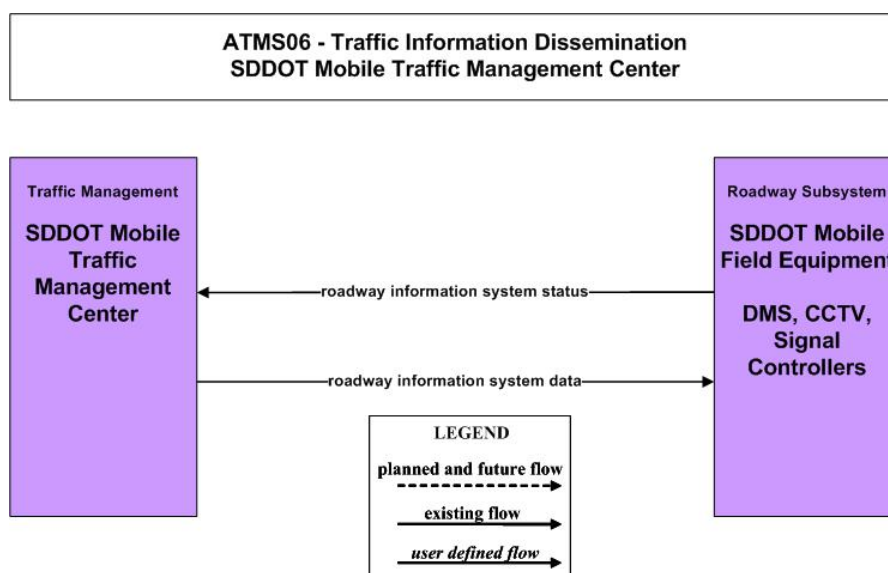 ATMS06 - Traffic Information Dissemination
SDDOT Mobile Traffic Management Center
Traffic Management
SDDOT Mobile
Traffic
Management
Center
Roadway Subsystem
SDDOT Mobile
Field Equipment
DMS, CCTV,
Signal
Controllers
roadway information system status
roadway information system data
LEGEND
planned and future flow
existing flow
user defined flow